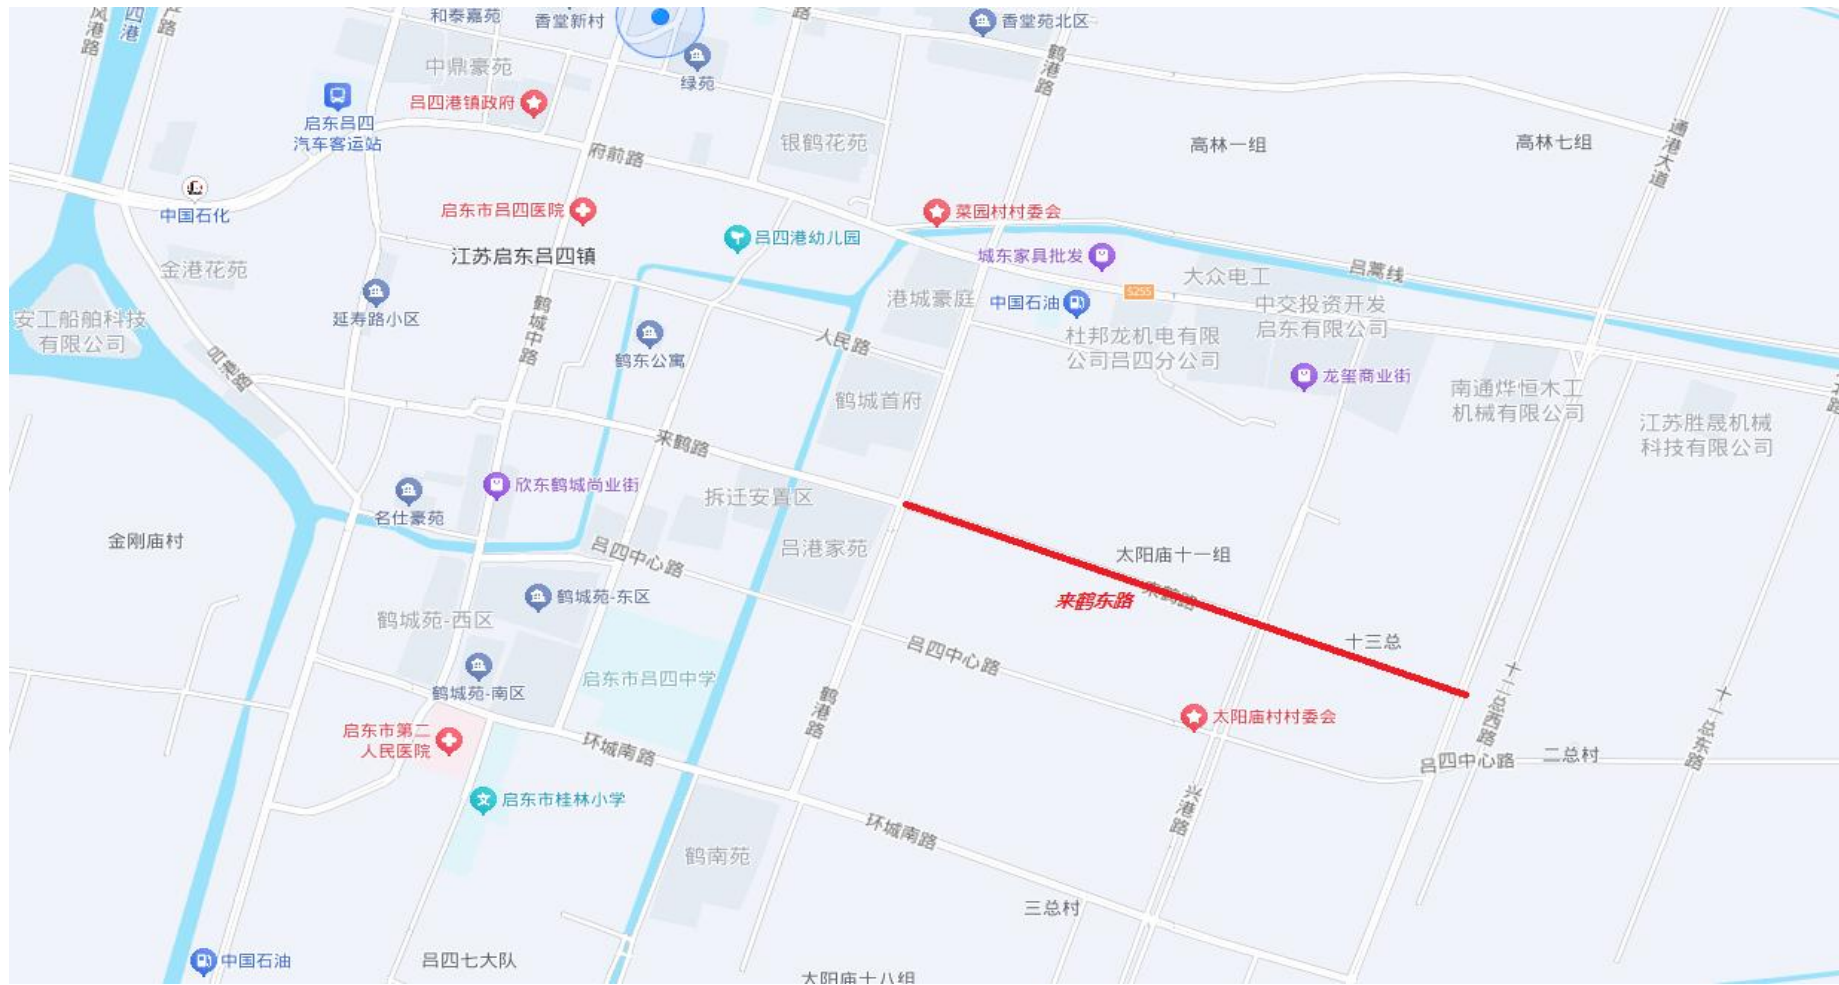 凤港路
四港
和泰嘉苑
香堂新村
路
香堂苑北区
鹤港路
中鼎豪苑
绿苑
吕四港镇政府
启东吕四
汽车客运站
银鹤花苑
高林一组
高林七组
通港大道
府前路
中国石化
启东市吕四医院
菜园村村委会
吕四港幼儿园
江苏启东吕四镇
城东家具批发
金港花苑
吕蒿线
大众电工
延寿路小区
鹤城中路
港城豪庭
中国石油
S255
中交投资开发
启东有限公司
安工船舶科技
有限公司
人民路
杜邦龙机电有限
公司吕四分公司
鹤东公寓
龙玺商业街
南通烨恒木工
机械有限公司
鹤城首府
江苏胜晟机械
科技有限公司
来鹤路
欣东鹤城尚业街
拆迁安置区
名仕豪苑
金刚庙村
吕四中心路
吕港家苑
太阳庙十一组
来鹤路
来鹤东路
鹤城苑-东区
鹤城苑-西区
十三总
吕四中心路
启东市吕四中学
鹤城苑-南区
鹤港路
太阳庙村村委会
十二总西路
十一总东路
启东市第二
人民医院
环城南路
吕四中心路
二总村
启东市桂林小学
兴港路
环城南路
鹤南苑
三总村
中国石油
吕四七大队
太阳庙十八组